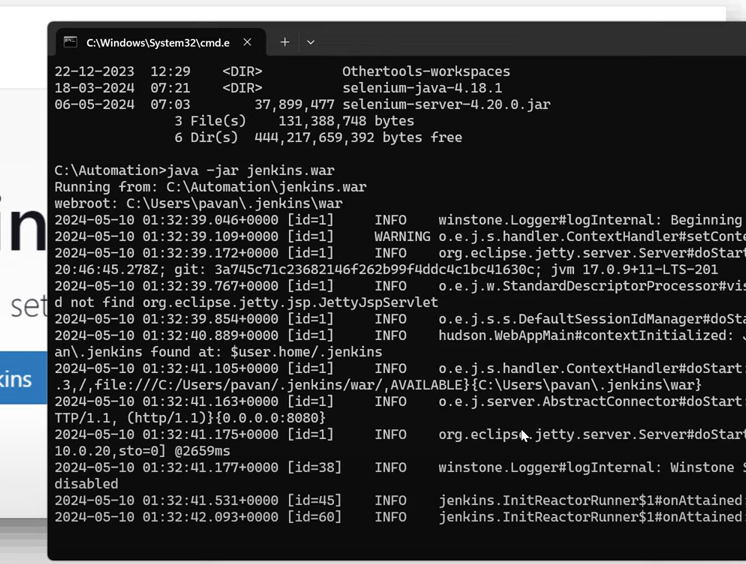 C:\Windows\System32\cmd.e
22-12-2023 12:29 <DIR> Othertools-workspaces
18-03-2024 07:21 <DIR> selenium-java-4.18.1
06-05-2024 07:03 37,899,477 selenium-server-4.20.0.jar
3 File(s) 131,388,748 bytes
6 Dir(s) 444,217,659,392 bytes free
C:\Automation>java -jar jenkins.war
Running from: C:\Automation\jenkins.war
webroot: C:\Users\pavan\.jenkins\war
2024-05-10 01:32:39.046+0000 [id=1] INFO winstone.Logger#logInternal: Beginning
2024-05-10 01:32:39.109+0000 [id=1] WARNING o.e.j.s.handler.ContextHandler#setConte
2024-05-10 01:32:39.172+0000 [id=1] INFO org.eclipse.jetty.server.Server#doStart
20:46:45.278Z; git: 3a745c71c23682146f262b99f4ddc4c1bc41630c; jvm 17.0.9+11-LTS-201
2024-05-10 01:32:39.767+0000 [id=1] INFO o.e.j.w.StandardDescriptorProcessor#vis
d not find org.eclipse.jetty.jsp.JettyJspServlet
2024-05-10 01:32:39.854+0000 [id=1] INFO o.e.j.s.s.DefaultSessionIdManager#doSta
2024-05-10 01:32:40.889+0000 [id=1] INFO hudson.WebAppMain#contextInitialized: J
an\.jenkins found at: $user.home/.jenkins
2024-05-10 01:32:41.105+0000 [id=1] INFO o.e.j.s.handler.ContextHandler#doStart:
.3,/,file:///C:/Users/pavan/.jenkins/war/,AVAILABLE}{C:\Users\pavan\.jenkins\war}
2024-05-10 01:32:41.163+0000 [id=1] INFO o.e.j.server.AbstractConnector#doStart:
TTP/1.1, (http/1.1)}{0.0.0.0:8080}
2024-05-10 01:32:41.175+0000 [id=1] INFO org.eclipse.jetty.server.Server#doStart
10.0.20,sto=0] @2659ms
2024-05-10 01:32:41.177+0000 [id=38] INFO winstone.Logger#logInternal: Winstone S
disabled
2024-05-10 01:32:41.531+0000 [id=45] INFO jenkins.InitReactorRunner$1#onAttained:
2024-05-10 01:32:42.093+0000 [id=60] INFO jenkins.InitReactorRunner$1#onAttained:
in
set
kins